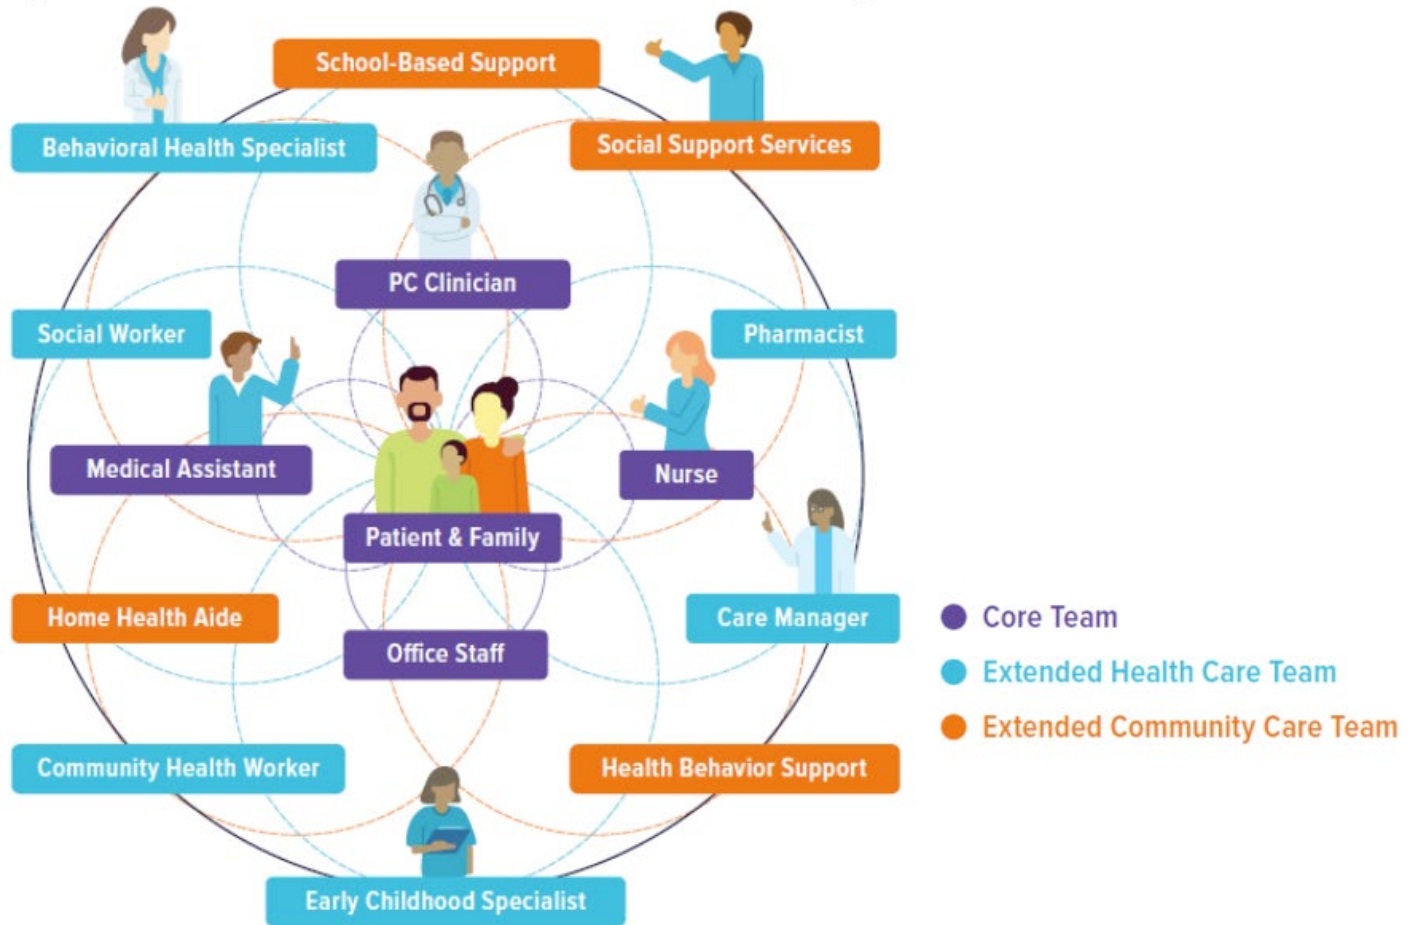 School-Based Support
Behavioral Health Specialist
Social Support Services
PC Clinician
Social Worker
Pharmacist
Medical Assistant
Nurse
Patient & Family
Home Health Aide
Care Manager
Office Staff
Community Health Worker
Health Behavior Support
Early Childhood Specialist
Core Team
Extended Health Care Team
Extended Community Care Team